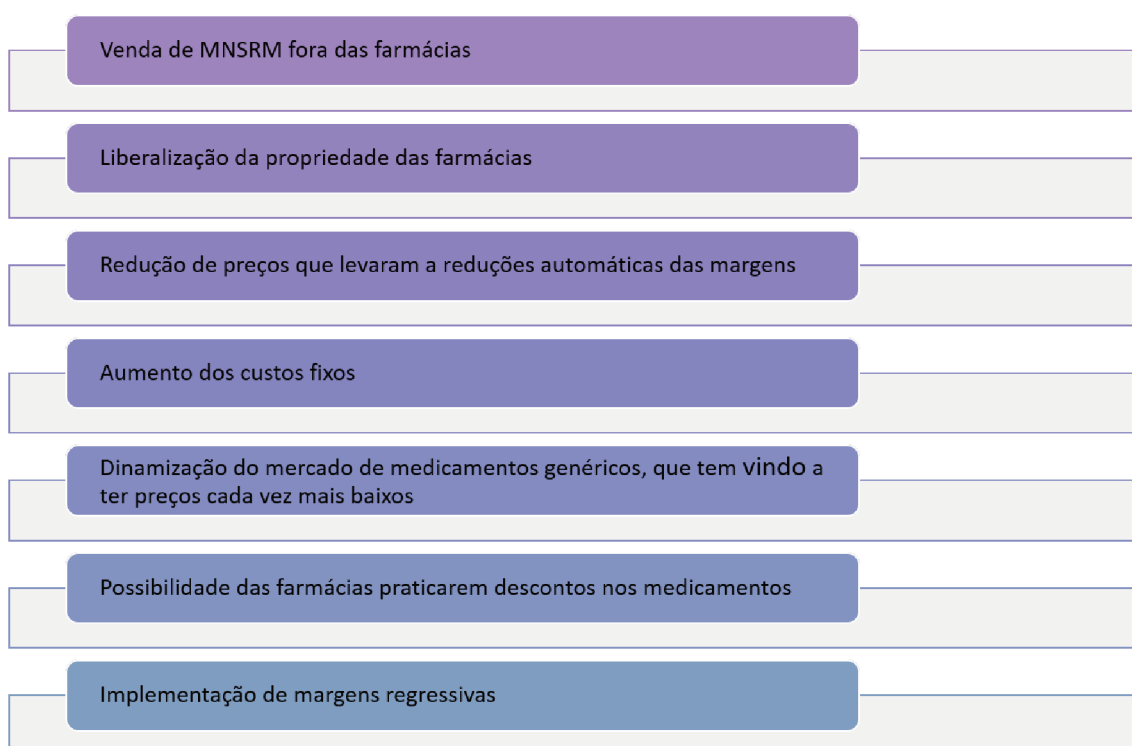 Venda de MNSRM fora das farmácias
Liberalização da propriedade das farmácias
Redução de preços que levaram a reduções automáticas das margens
Aumento dos custos fixos
Dinamização do mercado de medicamentos genéricos, que tem vindo a
ter preços cada vez mais baixos
Possibilidade das farmácias praticarem descontos nos medicamentos
Implementação de margens regressivas